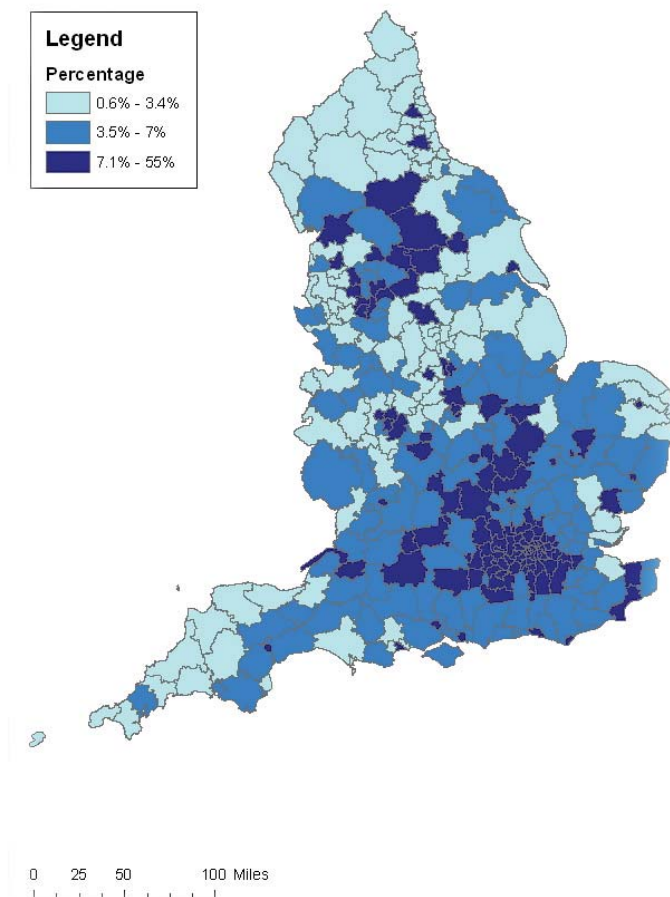 Legend
Percentage
0.6% - 3.4%
3.5% - 7%
7.1% - 55%
0 25 50 100 Miles